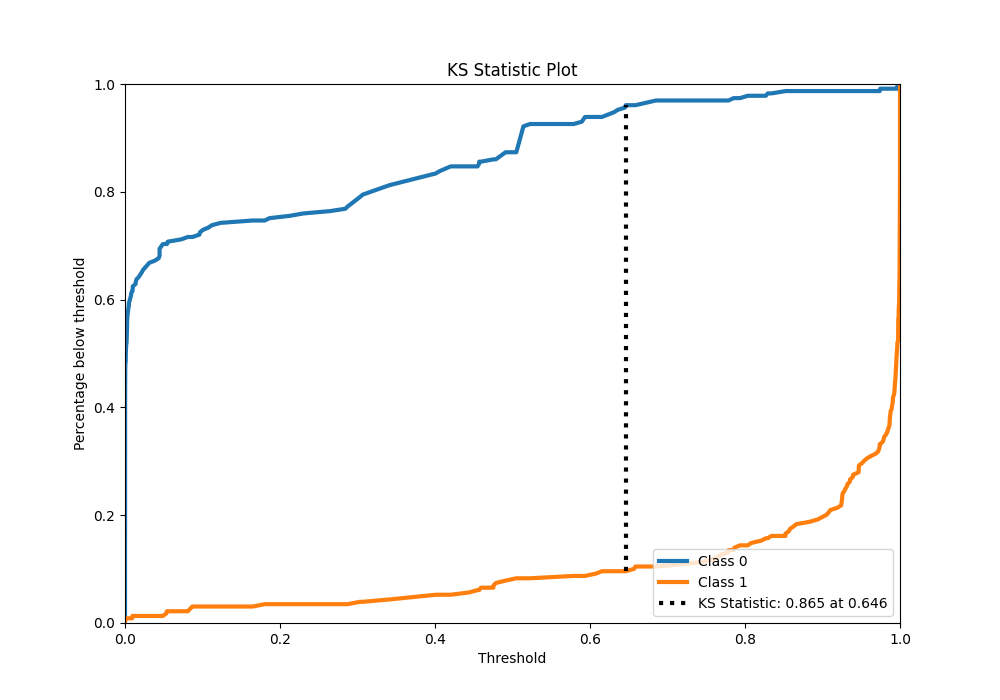 KS Statistic Plot
1.0
0.8
0.6
0.4
0.2
0.0
Percentage below threshold
0.0 0.2 0.4 0.6 0.8 1.0
Threshold
Class 0
Class 1
KS Statistic: 0.865 at 0.646